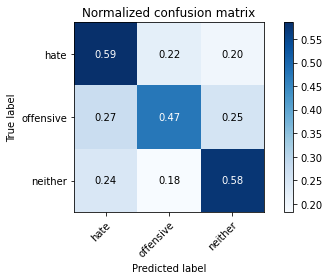 Normalized confusion matrix
True label
hate
0.59 0.22 0.20
offensive
0.27 0.47 0.25
neither
0.24 0.18 0.58
hate offensive neither
Predicted label
0.55
0.50
0.45
0.40
0.35
0.30
0.25
0.20